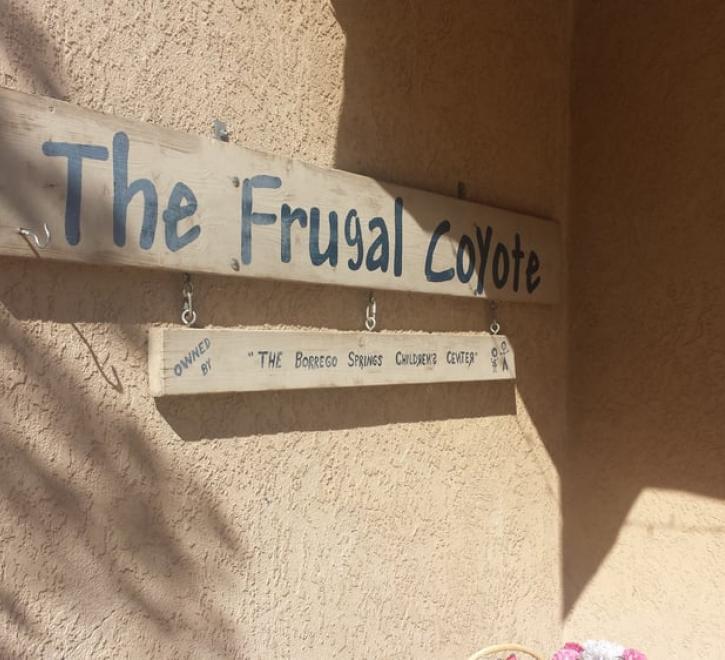 The Frugal Coyote
OWNED BY
"THE BORREGO SPRINGS CHILDREN'S CENTER"